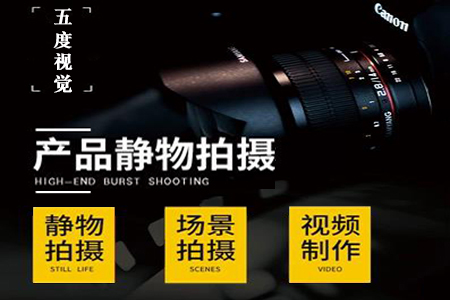 五度视觉
Canon
产品静物拍摄
HIGH-END BURST SHOOTING
静物
拍摄
STILL LIFE
场景
拍摄
SCENES
视频
制作
VIDEO